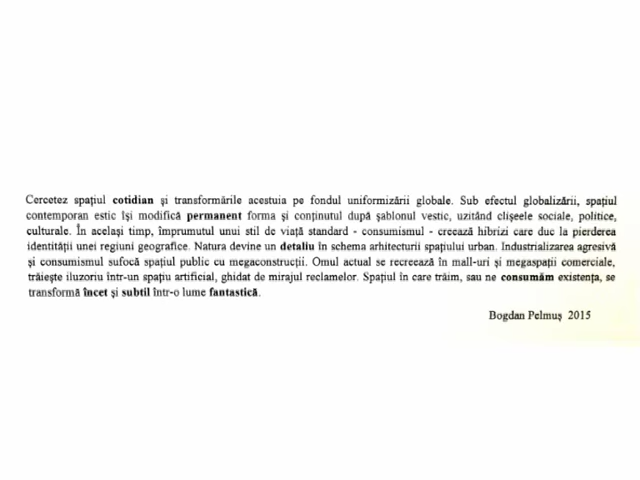 Cercetez spațiul cotidian și transformările acestuia pe fondul uniformizării globale. Sub efectul globalizării, spațiul
contemporan estic își modifică permanent forma și conținutul după șablonul vestic, uzitând clișeele sociale, politice,
culturale. În același timp, împrumutul unui stil de viață standard - consumismul - creează hibrizi care duc la pierderea
identității unei regiuni geografice. Natura devine un detaliu în schema arhitecturii spațiului urban. Industrializarea agresivă
și consumismul sufocă spațiul public cu megaconstrucții. Omul actual se recreează în mall-uri și megaspații comerciale,
trăiește iluzoriu într-un spațiu artificial, ghidat de mirajul reclamelor. Spațiul în care trăim, sau ne consumăm existența, se
transformă încet și subtil într-o lume fantastică.
Bogdan Pelmuș 2015